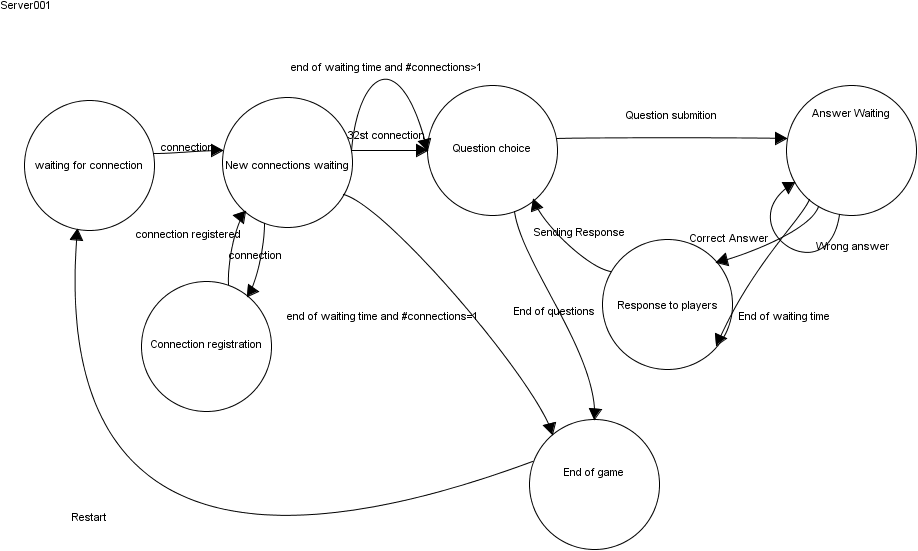 Server001
end of waiting time and #connections>1
Question submition
Answer Waiting
32st connection
connection
Question choice
waiting for connection
New connections waiting
connection registered
Sending Response
Correct Answer
Wrong answer
connection
Response to players
End of questions
end of waiting time and #connections=1
End of waiting time
Connection registration
End of game
Restart